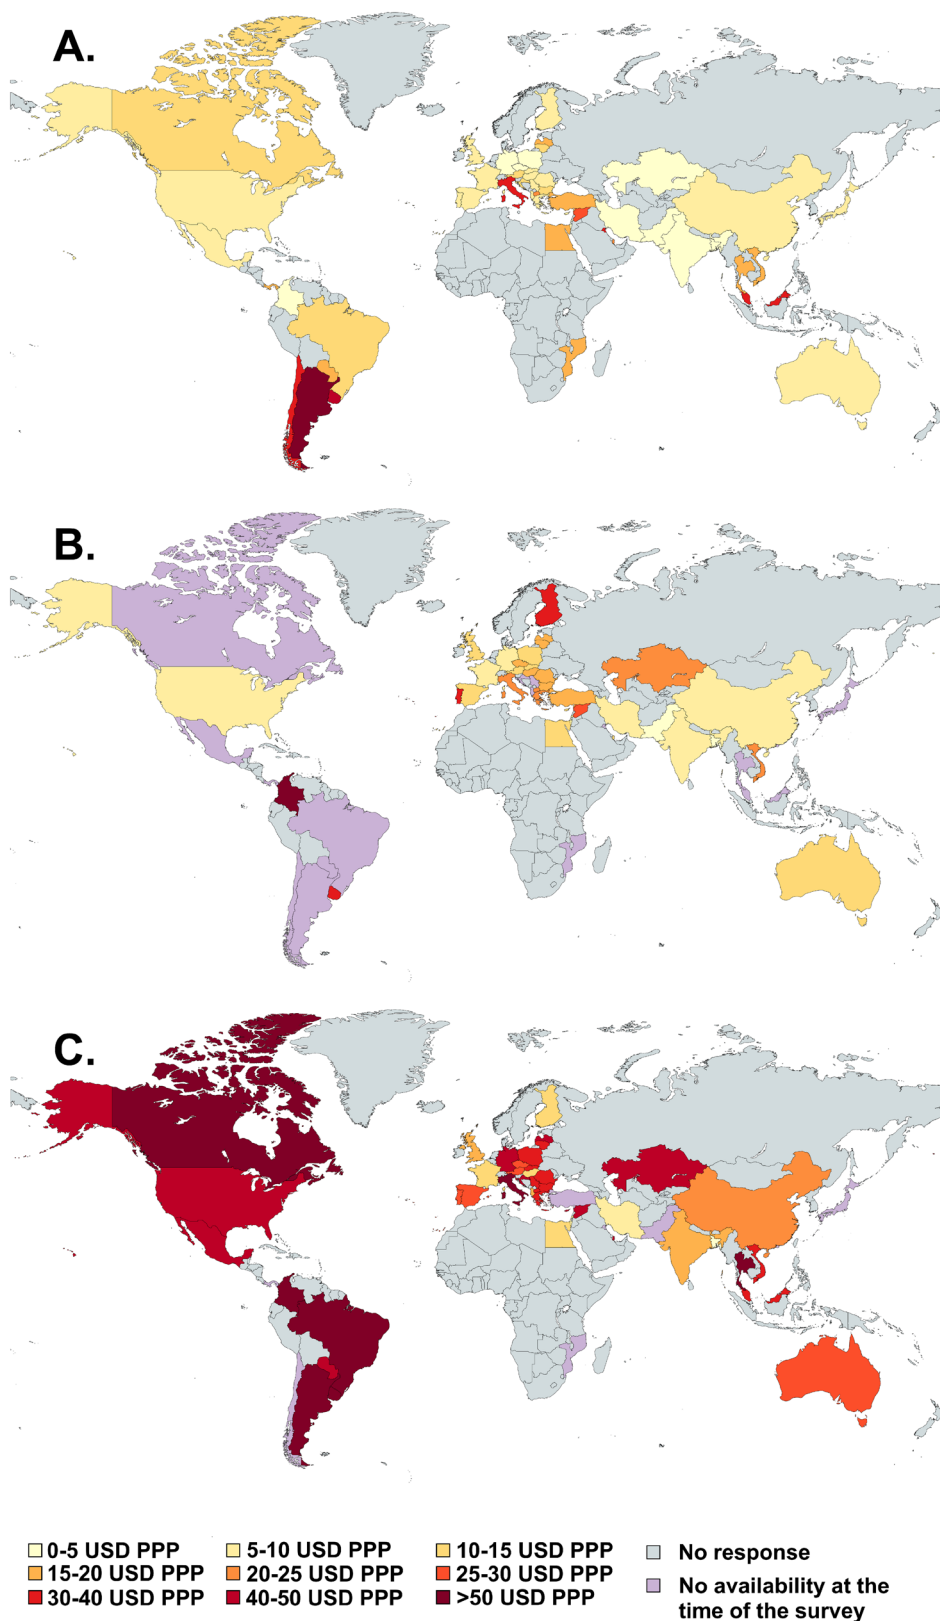 A.
B.
C.
0-5 USD PPP 5-10 USD PPP 10-15 USD PPP No response
15-20 USD PPP 20-25 USD PPP 25-30 USD PPP No availability at the
30-40 USD PPP 40-50 USD PPP >50 USD PPP time of the survey